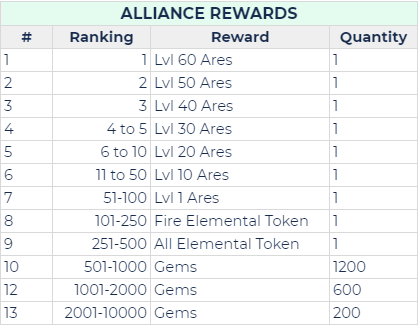 ALLIANCE REWARDS
# Ranking Reward Quantity
1 1 Lvl 60 Ares 1
2 2 Lvl 50 Ares 1
3 3 Lvl 40 Ares 1
4 4 to 5 Lvl 30 Ares 1
5 6 to 10 Lvl 20 Ares 1
6 11 to 50 Lvl 10 Ares 1
7 51-100 Lvl 1 Ares 1
8 101-250 Fire Elemental Token 1
9 251-500 All Elemental Token 1
10 501-1000 Gems 1200
12 1001-2000 Gems 600
13 2001-10000 Gems 200